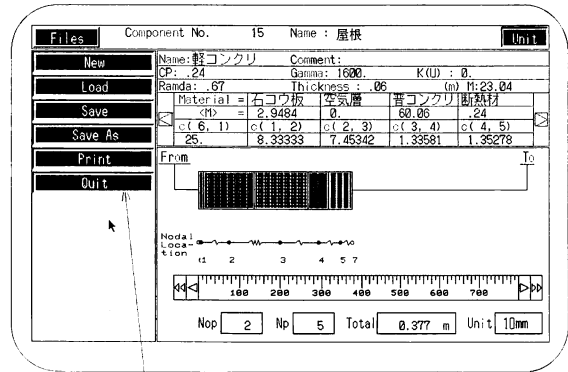 Files Component No. 15 Name : 屋根 Unit
New
Load
Save
Save As
Print
Quit
Name:軽コンクリ Comment:
CP: .24 Gamma: 1600. K(U) : 0.
Ramda: .67 Thickness : .06 (m) M:23.04
Material = 石コウ板 空気層 普コンクリ 断熱材
<M> = 2.9484 0. 60.06 .24
c( 6, 1) c( 1, 2) c( 2, 3) c( 3, 4) c( 4, 5)
25. 8.33333 7.45342 1.33581 1.35278
From To
Nodal
Loca-
tion
t1 2 3 4 5 7
100 200 300 400 500 600 700
Nop 2 Np 5 Total 0.377 m Unit 10mm